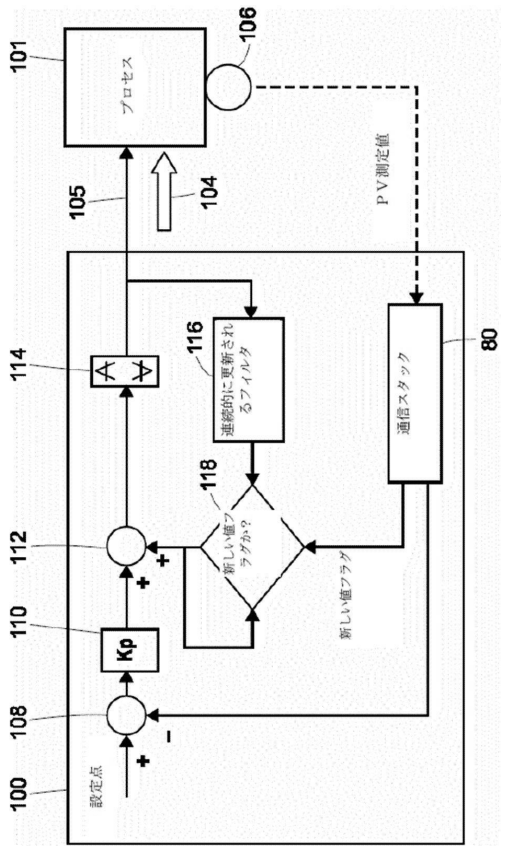 100
108
110
112
114
105
101
設定点
+
-
Kp
+
+
104
プロセス
106
116
連続的に更新され
るフィルタ
118
新しい値フ
ラグか?
新しい値フラグ
通信スタック
80
PV測定値